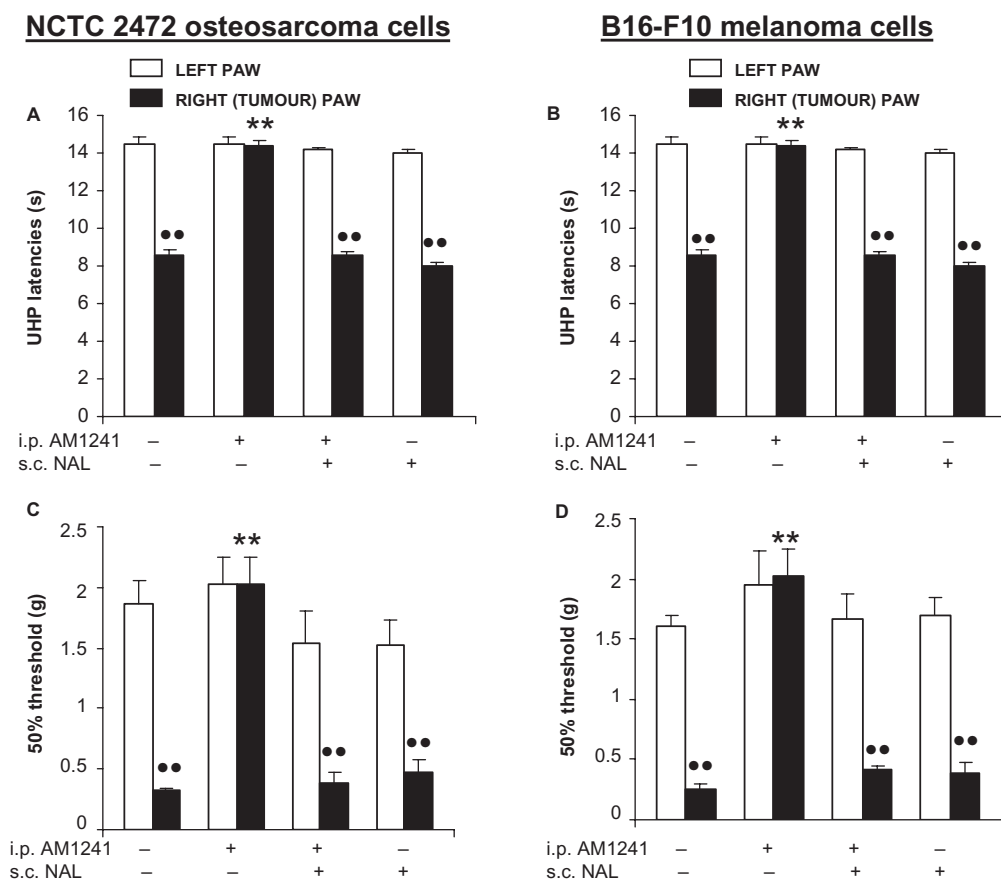 NCTC 2472 osteosarcoma cells
LEFT PAW
RIGHT (TUMOUR) PAW
A
16
14
12
10
8
6
4
2
0
UHP latencies (s)
**
●●
●●
●●
i.p. AM1241 – + + –
s.c. NAL – – + +
B16-F10 melanoma cells
LEFT PAW
RIGHT (TUMOUR) PAW
B
16
14
12
10
8
6
4
2
0
UHP latencies (s)
**
●●
●●
●●
i.p. AM1241 – + + –
s.c. NAL – – + +
C
2.5
2
1.5
1
0.5
0
50% threshold (g)
**
●●
●●
●●
i.p. AM1241 – + + –
s.c. NAL – – + +
D
2.5
2
1.5
1
0.5
0
50% threshold (g)
**
●●
●●
●●
i.p. AM1241 – + + –
s.c. NAL – – + +